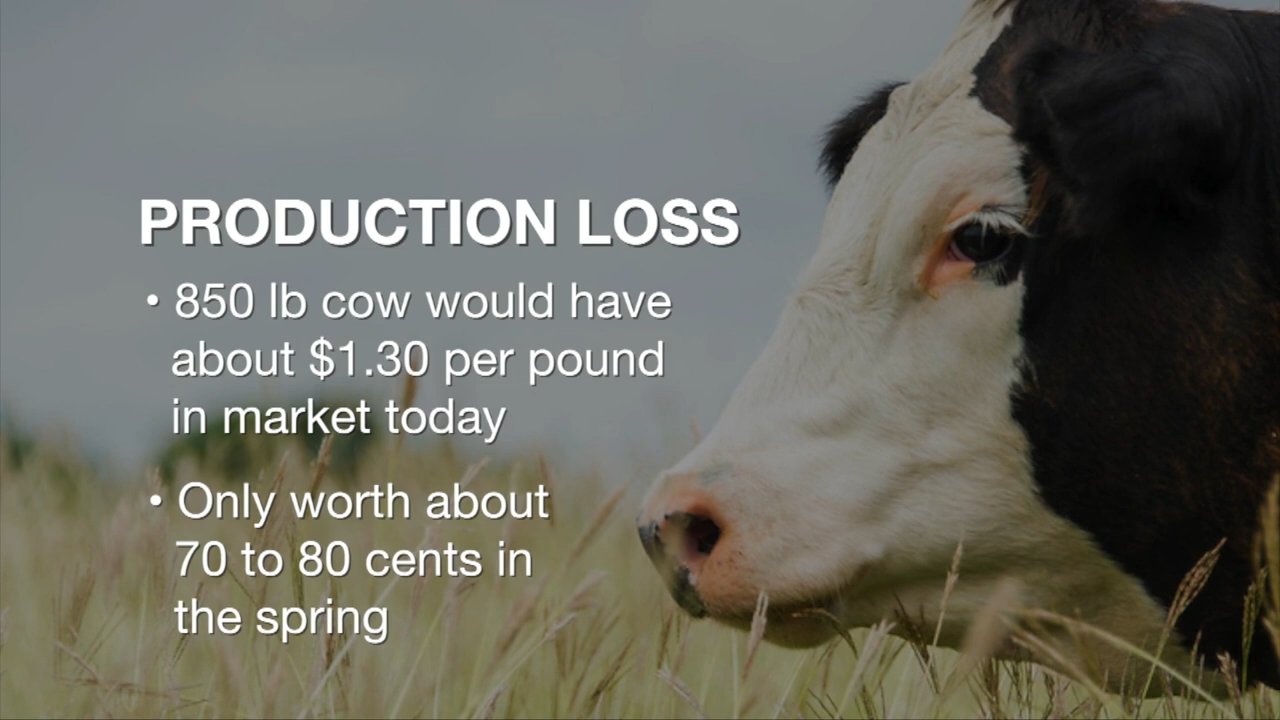 PRODUCTION LOSS
• 850 lb cow would have
about $1.30 per pound
in market today
• Only worth about
70 to 80 cents in
the spring